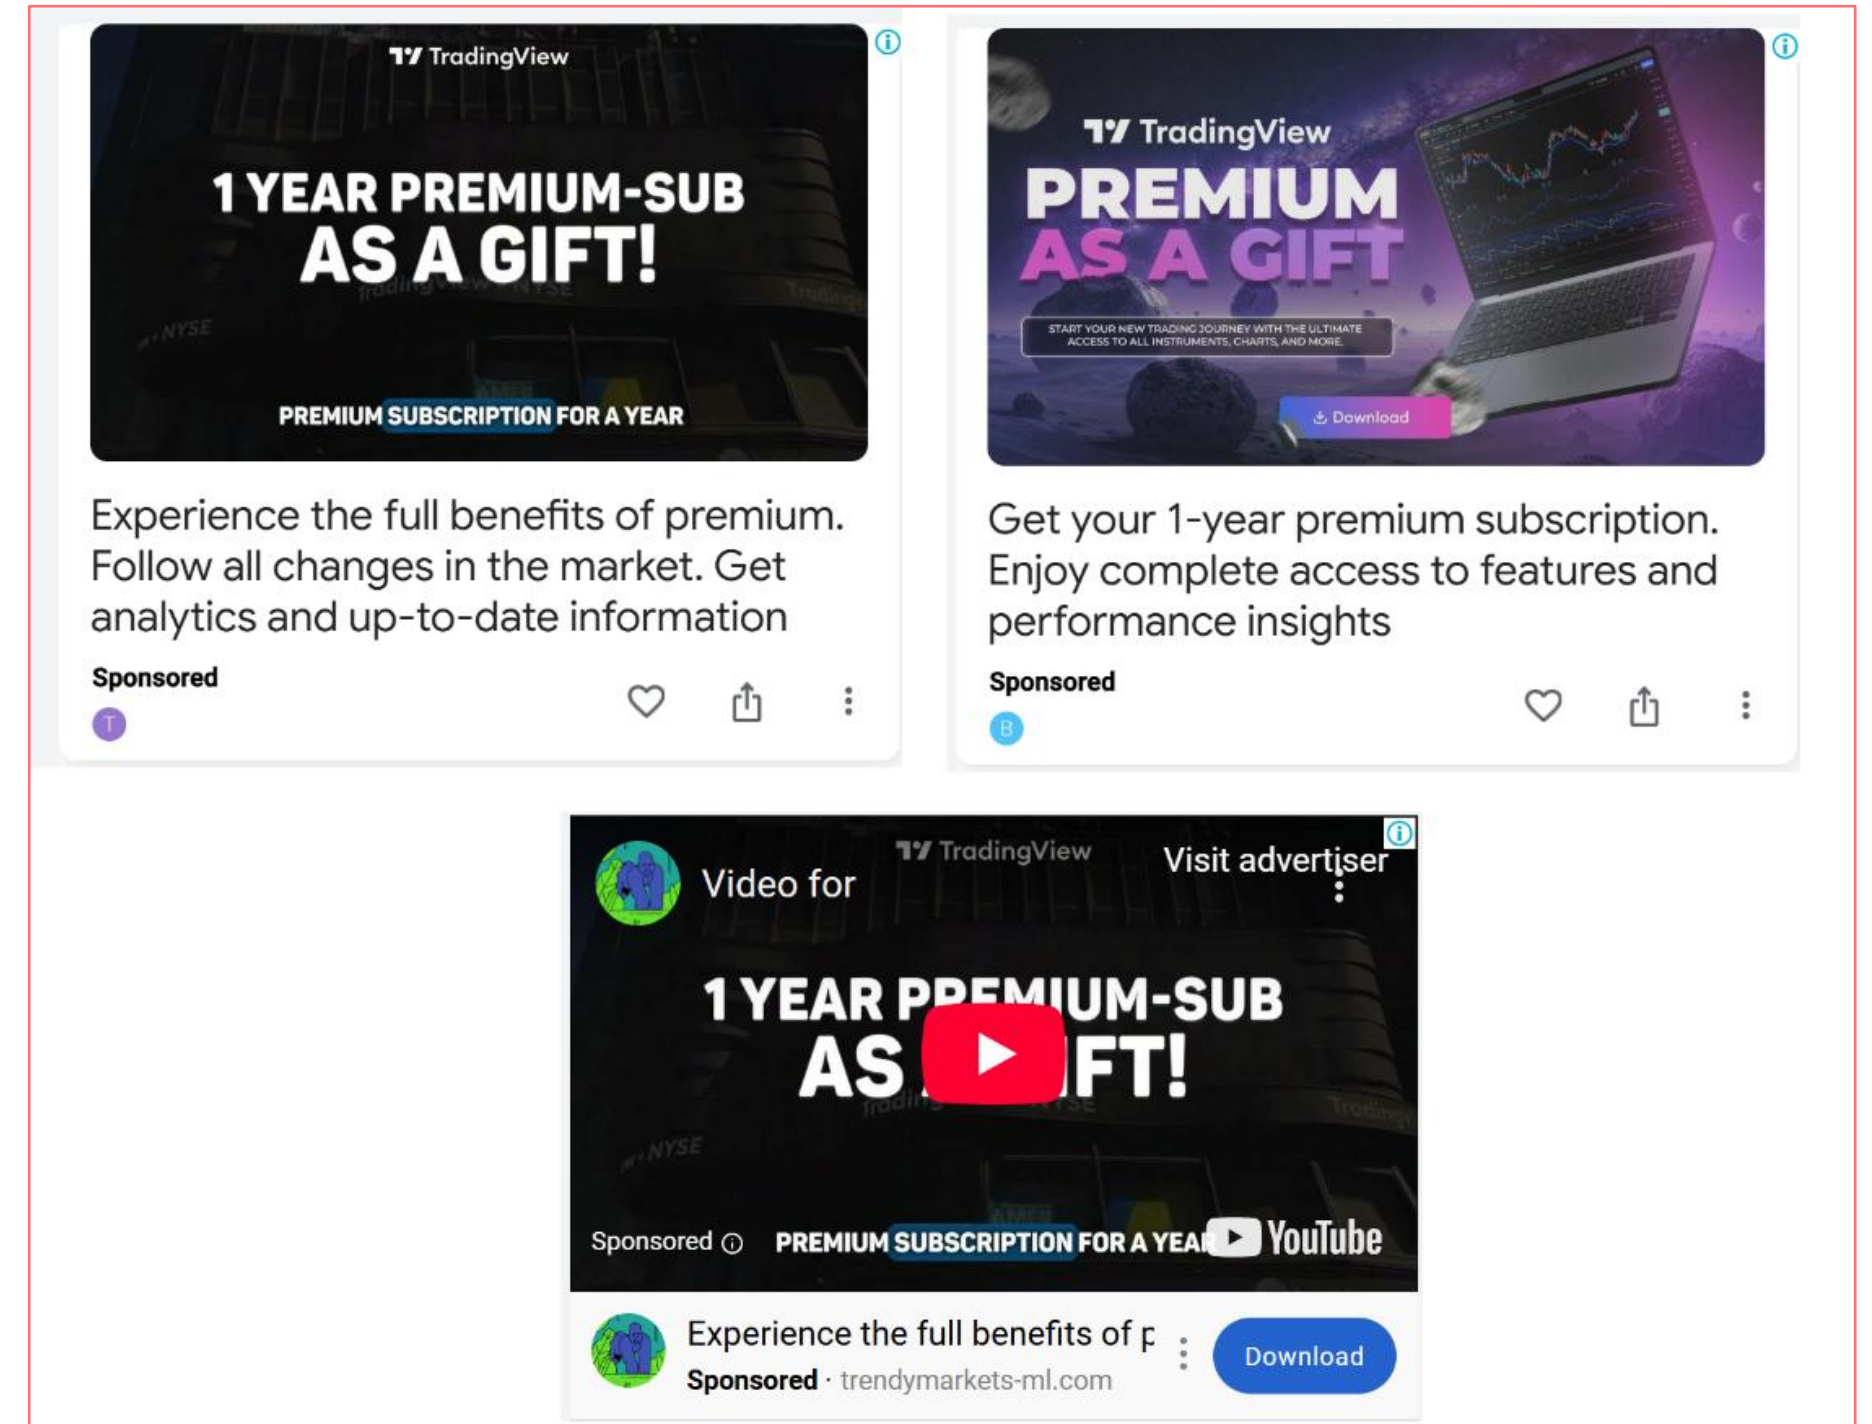 TradingView
1 YEAR PREMIUM-SUB
AS A GIFT!
NYSE
PREMIUM SUBSCRIPTION FOR A YEAR
Experience the full benefits of premium.
Follow all changes in the market. Get
analytics and up-to-date information
Sponsored
T
TradingView
PREMIUM
AS A GIFT
START YOUR NEW TRADING JOURNEY WITH THE ULTIMATE
ACCESS TO ALL INSTRUMENTS, CHARTS, AND MORE.
Download
Get your 1-year premium subscription.
Enjoy complete access to features and
performance insights
Sponsored
B
Video for
TradingView
Visit advertiser
1 YEAR PREMIUM-SUB
AS GIFT!
NYSE
Sponsored
PREMIUM SUBSCRIPTION FOR A YEAR
YouTube
Experience the full benefits of p
Sponsored · trendymarkets-ml.com
Download